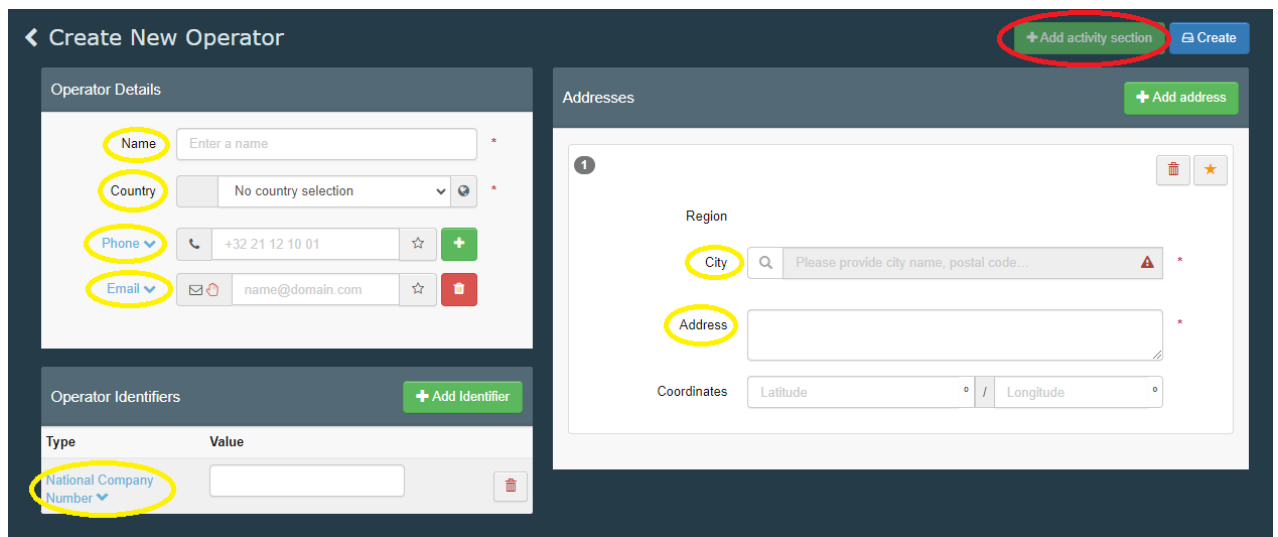 Create New Operator
+ Add activity section
Create
Operator Details
Name
Enter a name
*
Country
No country selection
*
Phone
+32 21 12 10 01
+
Email
name@domain.com
Operator Identifiers
+ Add Identifier
Type
Value
National Company
Number
Addresses
+ Add address
1
Region
City
Please provide city name, postal code...
*
Address
*
Coordinates
Latitude
°
/
Longitude
°